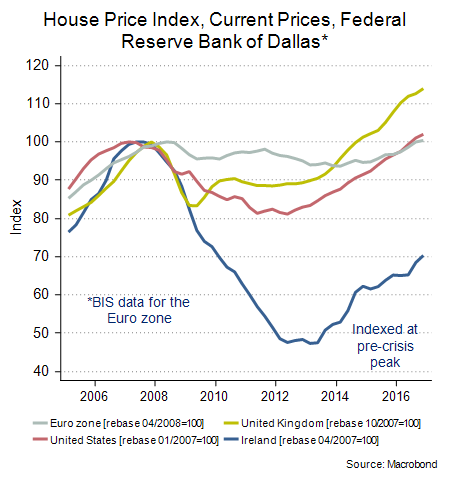 House Price Index, Current Prices, Federal
Reserve Bank of Dallas*
120
110
100
90
80
70
60
50
40
Index
*BIS data for the
Euro zone
Indexed at
pre-crisis
peak
2006 2008 2010 2012 2014 2016
Euro zone [rebase 04/2008=100] United Kingdom [rebase 10/2007=100]
United States [rebase 01/2007=100] Ireland [rebase 04/2007=100]
Source: Macrobond